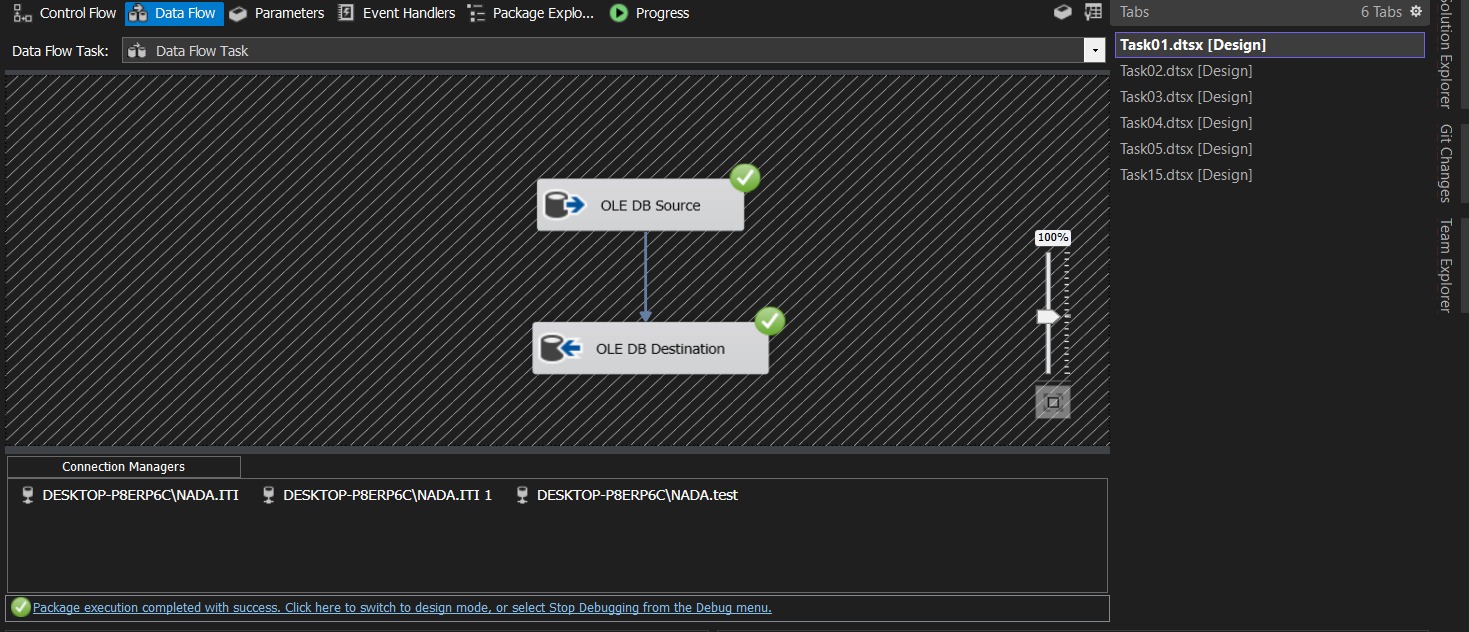 Control Flow Data Flow Parameters Event Handlers Package Explo... Progress
Data Flow Task: Data Flow Task
OLE DB Source
100%
OLE DB Destination
Connection Managers
DESKTOP-P8ERP6C\NADA.ITI DESKTOP-P8ERP6C\NADA.ITI 1 DESKTOP-P8ERP6C\NADA.test
Package execution completed with success. Click here to switch to design mode, or select Stop Debugging from the Debug menu.
Tabs 6 Tabs
Task01.dtsx [Design]
Task02.dtsx [Design]
Task03.dtsx [Design]
Task04.dtsx [Design]
Task05.dtsx [Design]
Task15.dtsx [Design]
Solution Explorer
Git Changes
Team Explorer